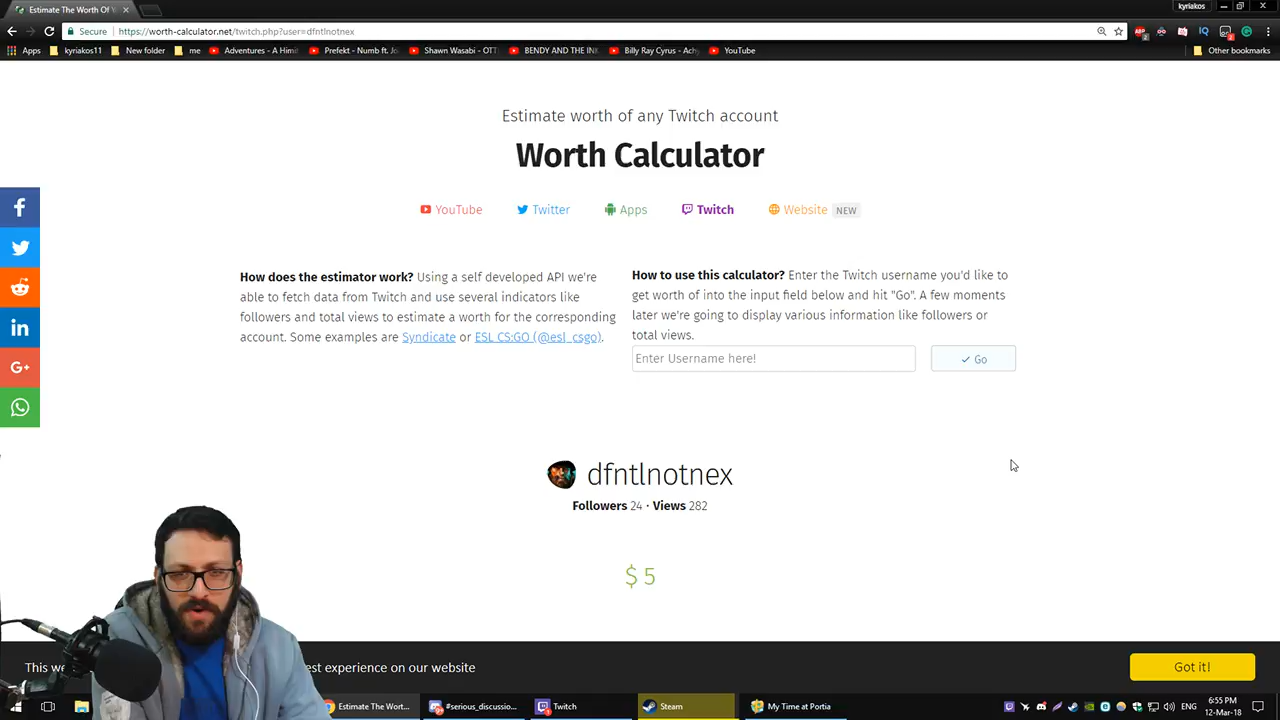 Estimate The Worth Of Y
kyriakos
Secure
https://worth-calculator.net/twitch.php?user=dfntlnotnex
Apps
kyriakos11
New folder
me
Adventures - A Himi
Prefekt - Numb ft. Jo
Shawn Wasabi - OTT
BENDY AND THE INK
Billy Ray Cyrus - Ach
YouTube
Other bookmarks
Estimate worth of any Twitch account
Worth Calculator
YouTube
Twitter
Apps
Twitch
Website NEW
How does the estimator work? Using a self developed API we're
able to fetch data from Twitch and use several indicators like
followers and total views to estimate a worth for the corresponding
account. Some examples are Syndicate or ESL CS:GO (@esl_csgo).
How to use this calculator? Enter the Twitch username you'd like to
get worth of into the input field below and hit "Go". A few moments
later we're going to display various information like followers or
total views.
Enter Username here!
Go
dfntlnotnex
Followers 24 · Views 282
$ 5
This we
est experience on our website
Got it!
Estimate The Wort...
#serious_discussio...
Twitch
Steam
My Time at Portia
ENG
6:55 PM
12-Mar-18